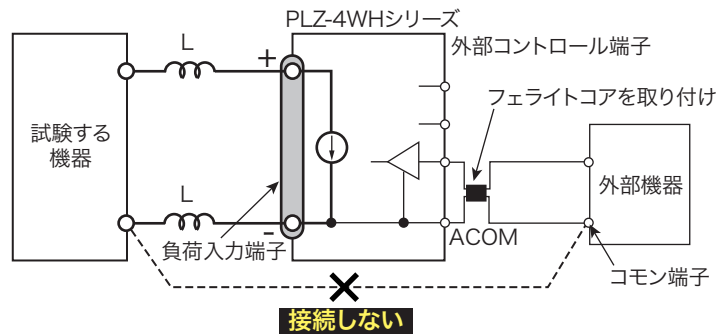 PLZ-4WHシリーズ
外部コントロール端子
L
+
フェライトコアを取り付け
試験する
機器
外部機器
L
-
負荷入力端子
ACOM
コモン端子
接続しない